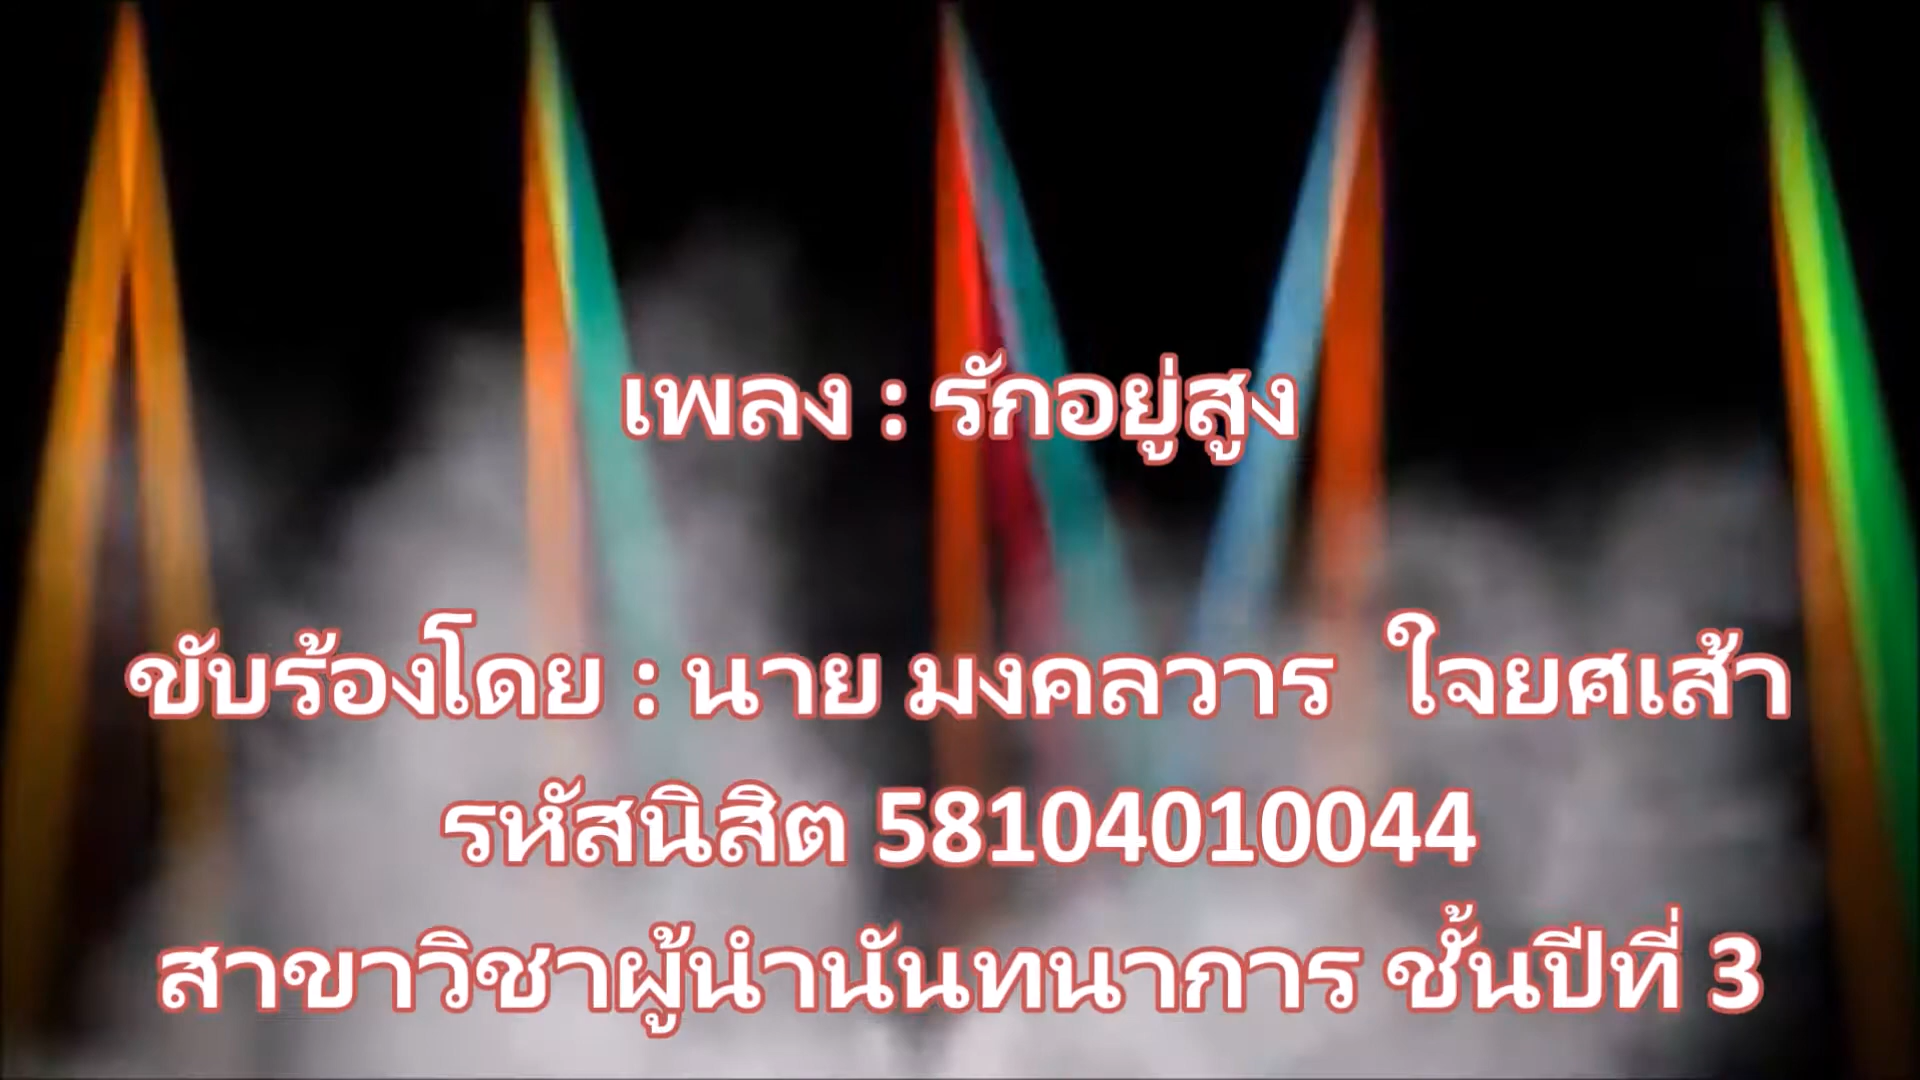 เพลง : รักอยู่สูง
ขับร้องโดย : นาย มงคลวาร ใจยศเส้า
รหัสนิสิต 58104010044
สาขาวิชาผู้นำนันทนาการ ชั้นปีที่ 3